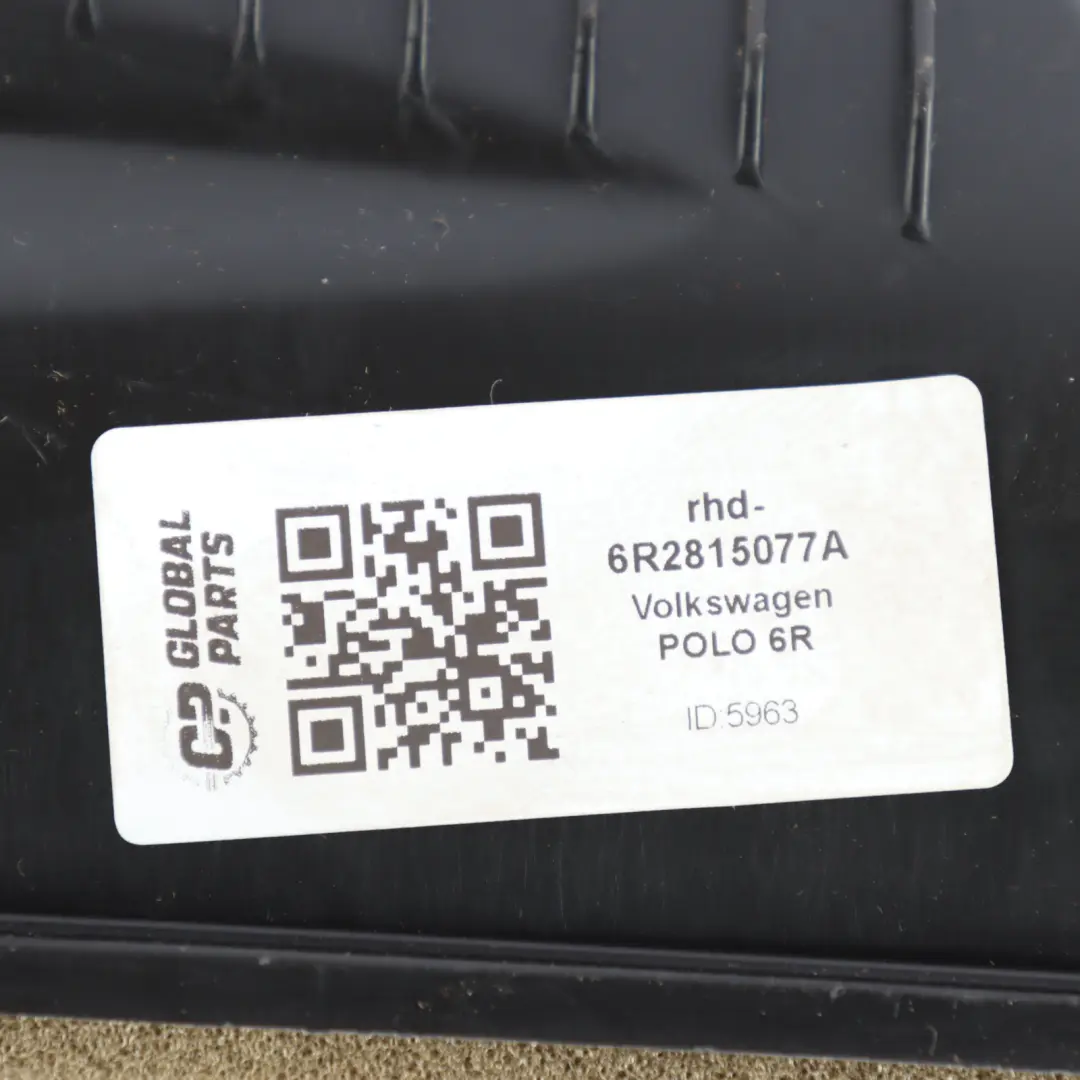 GLOBAL
PARTS
rhd-
6R2815077A
Volkswagen
POLO 6R
ID:5963